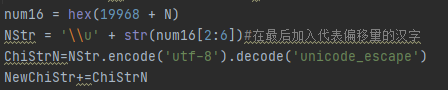 num16 = hex(19968 + N)
NStr = '\\u' + str(num16[2:6])#在最后加入代表偏移量的汉字
ChiStrN=NStr.encode('utf-8').decode('unicode_escape')
NewChiStr+=ChiStrN